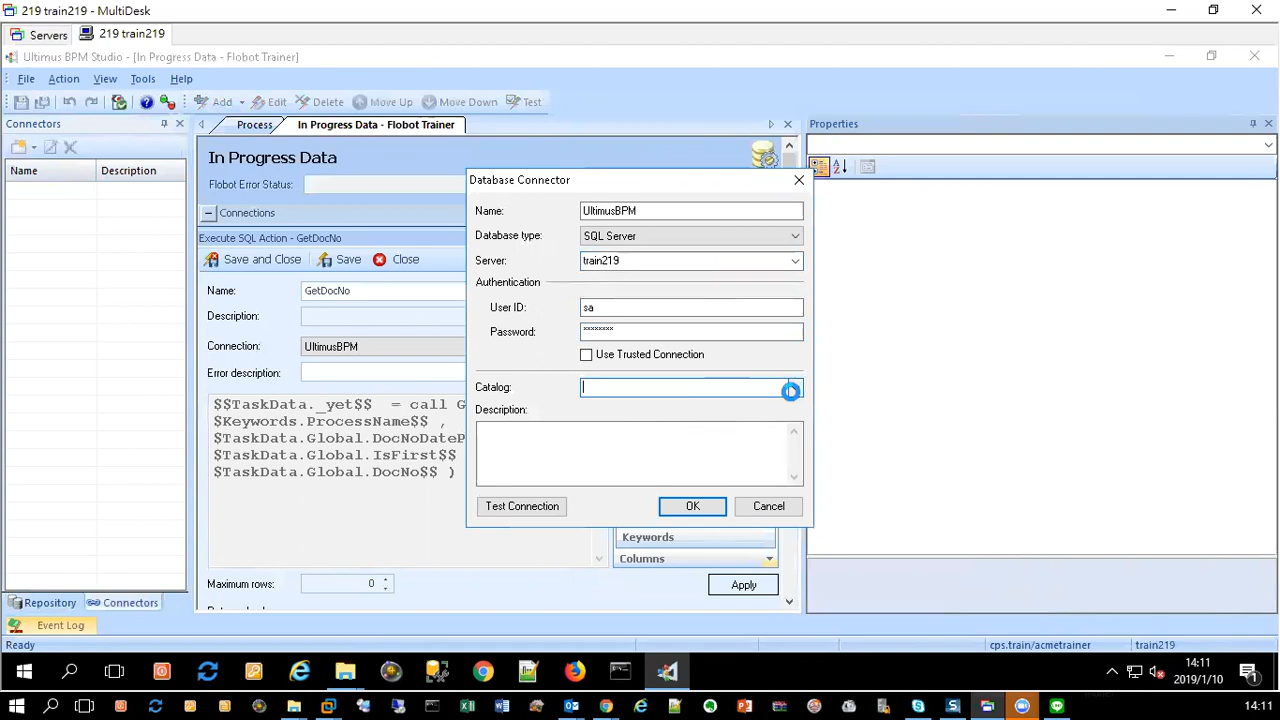 219 train219 - MultiDesk
Servers
219 train219
Ultimus BPM Studio - [In Progress Data - Flobot Trainer]
File Action View Tools Help
Add Edit Delete Move Up Move Down Test
Connectors
Process
In Progress Data - Flobot Trainer
Properties
Name Description
In Progress Data
Flobot Error Status:
Connections
Execute SQL Action - GetDocNo
Save and Close Save Close
Name: GetDocNo
Description:
Connection: UltimusBPM
Error description:
$$TaskData._yet$$ = call G
$Keywords.ProcessName$$ ,
$TaskData.Global.DocNoDateP
$TaskData.Global.IsFirst$$
$TaskData.Global.DocNo$$ )
Database Connector
Name: UltimusBPM
Database type: SQL Server
Server: train219
Authentication
User ID: sa
Password: ********
Use Trusted Connection
Catalog:
Description:
Test Connection OK Cancel
Keywords
Columns
Maximum rows: 0
Apply
Repository Connectors
Event Log
Ready
cps.train/acmetrainer
train219
14:11
2019/1/10
1
14:11